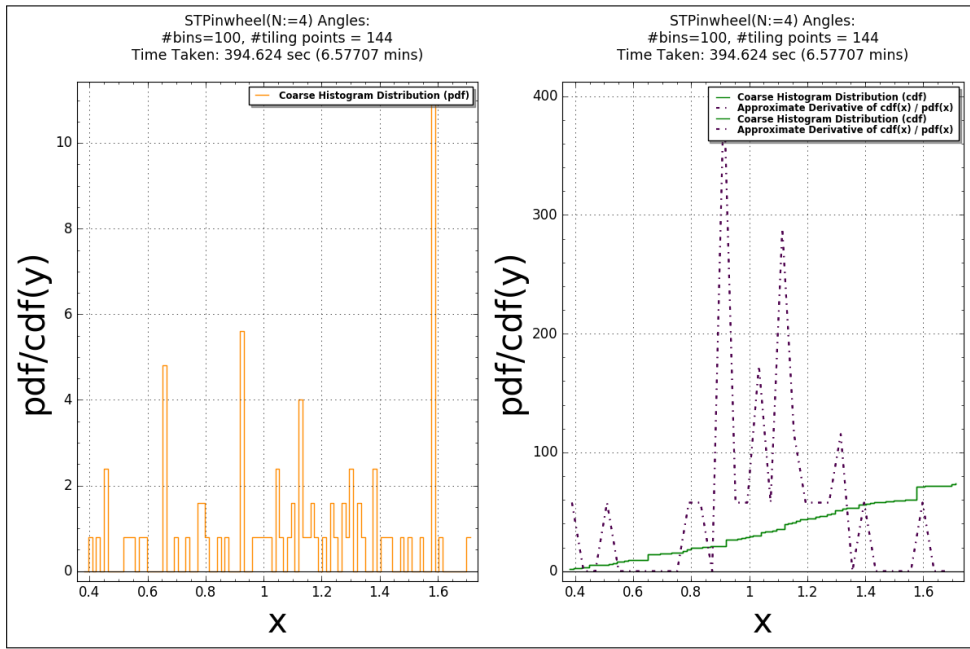 STPinwheel(N:=4) Angles:
#bins=100, #tiling points = 144
Time Taken: 394.624 sec (6.57707 mins)
Coarse Histogram Distribution (pdf)
pdf/cdf(y)
10
8
6
4
2
0
0.4 0.6 0.8 1 1.2 1.4 1.6
x
STPinwheel(N:=4) Angles:
#bins=100, #tiling points = 144
Time Taken: 394.624 sec (6.57707 mins)
Coarse Histogram Distribution (cdf)
Approximate Derivative of cdf(x) / pdf(x)
Coarse Histogram Distribution (cdf)
Approximate Derivative of cdf(x) / pdf(x)
pdf/cdf(y)
400
300
200
100
0
0.4 0.6 0.8 1 1.2 1.4 1.6
x